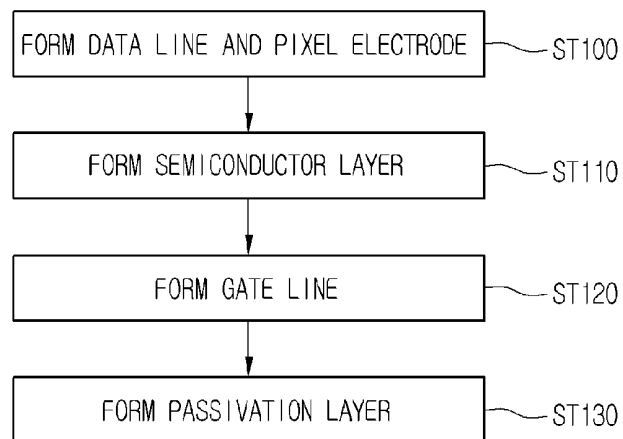 FORM DATA LINE AND PIXEL ELECTRODE ST100
FORM SEMICONDUCTOR LAYER ST110
FORM GATE LINE ST120
FORM PASSIVATION LAYER ST130